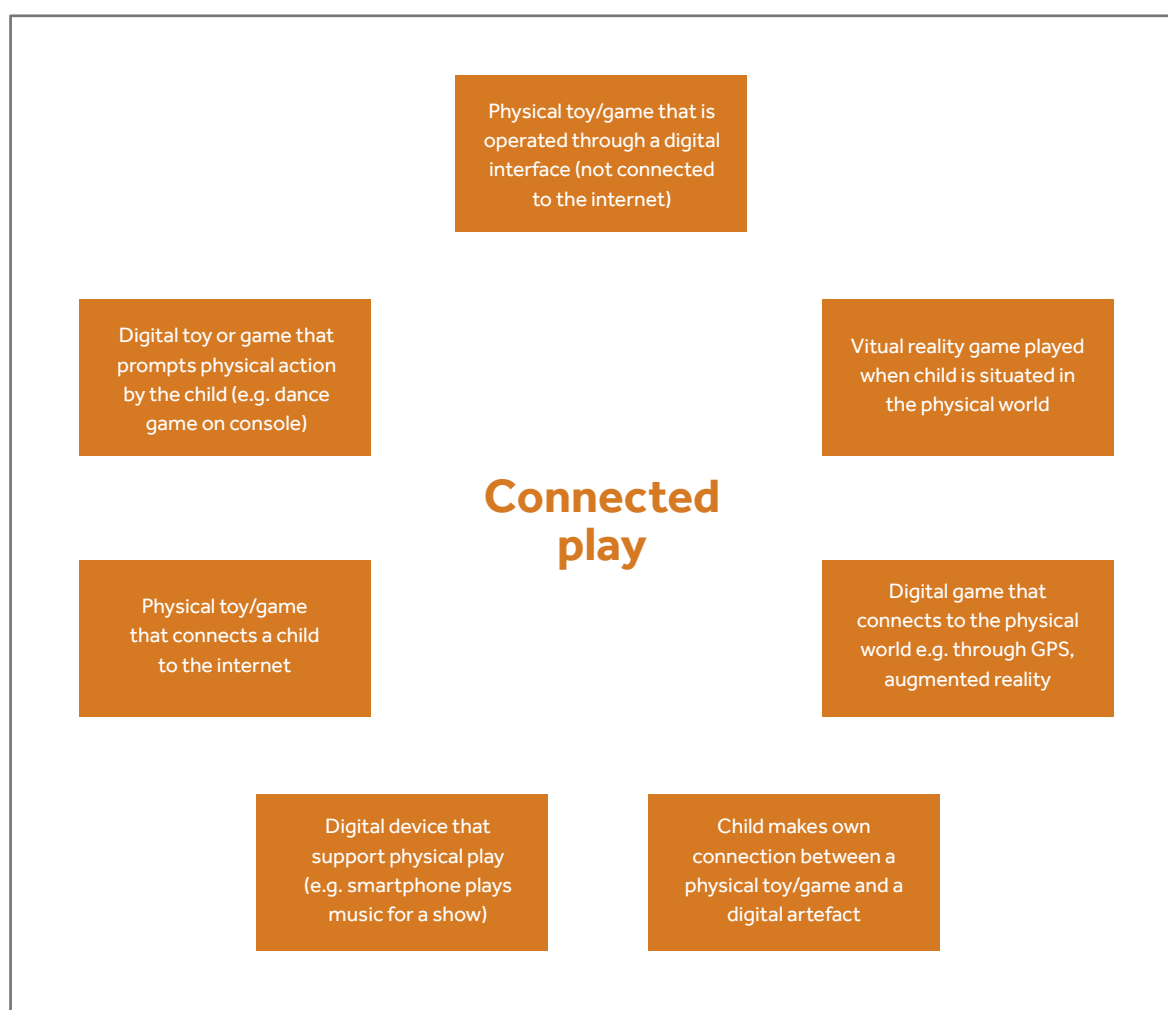 Physical toy/game that is
operated through a digital
interface (not connected
to the internet)
Digital toy or game that
prompts physical action
by the child (e.g. dance
game on console)
Vitual reality game played
when child is situated in
the physical world
Connected
play
Physical toy/game
that connects a child
to the internet
Digital game that
connects to the physical
world e.g. through GPS,
augmented reality
Digital device that
support physical play
(e.g. smartphone plays
music for a show)
Child makes own
connection between a
physical toy/game and a
digital artefact